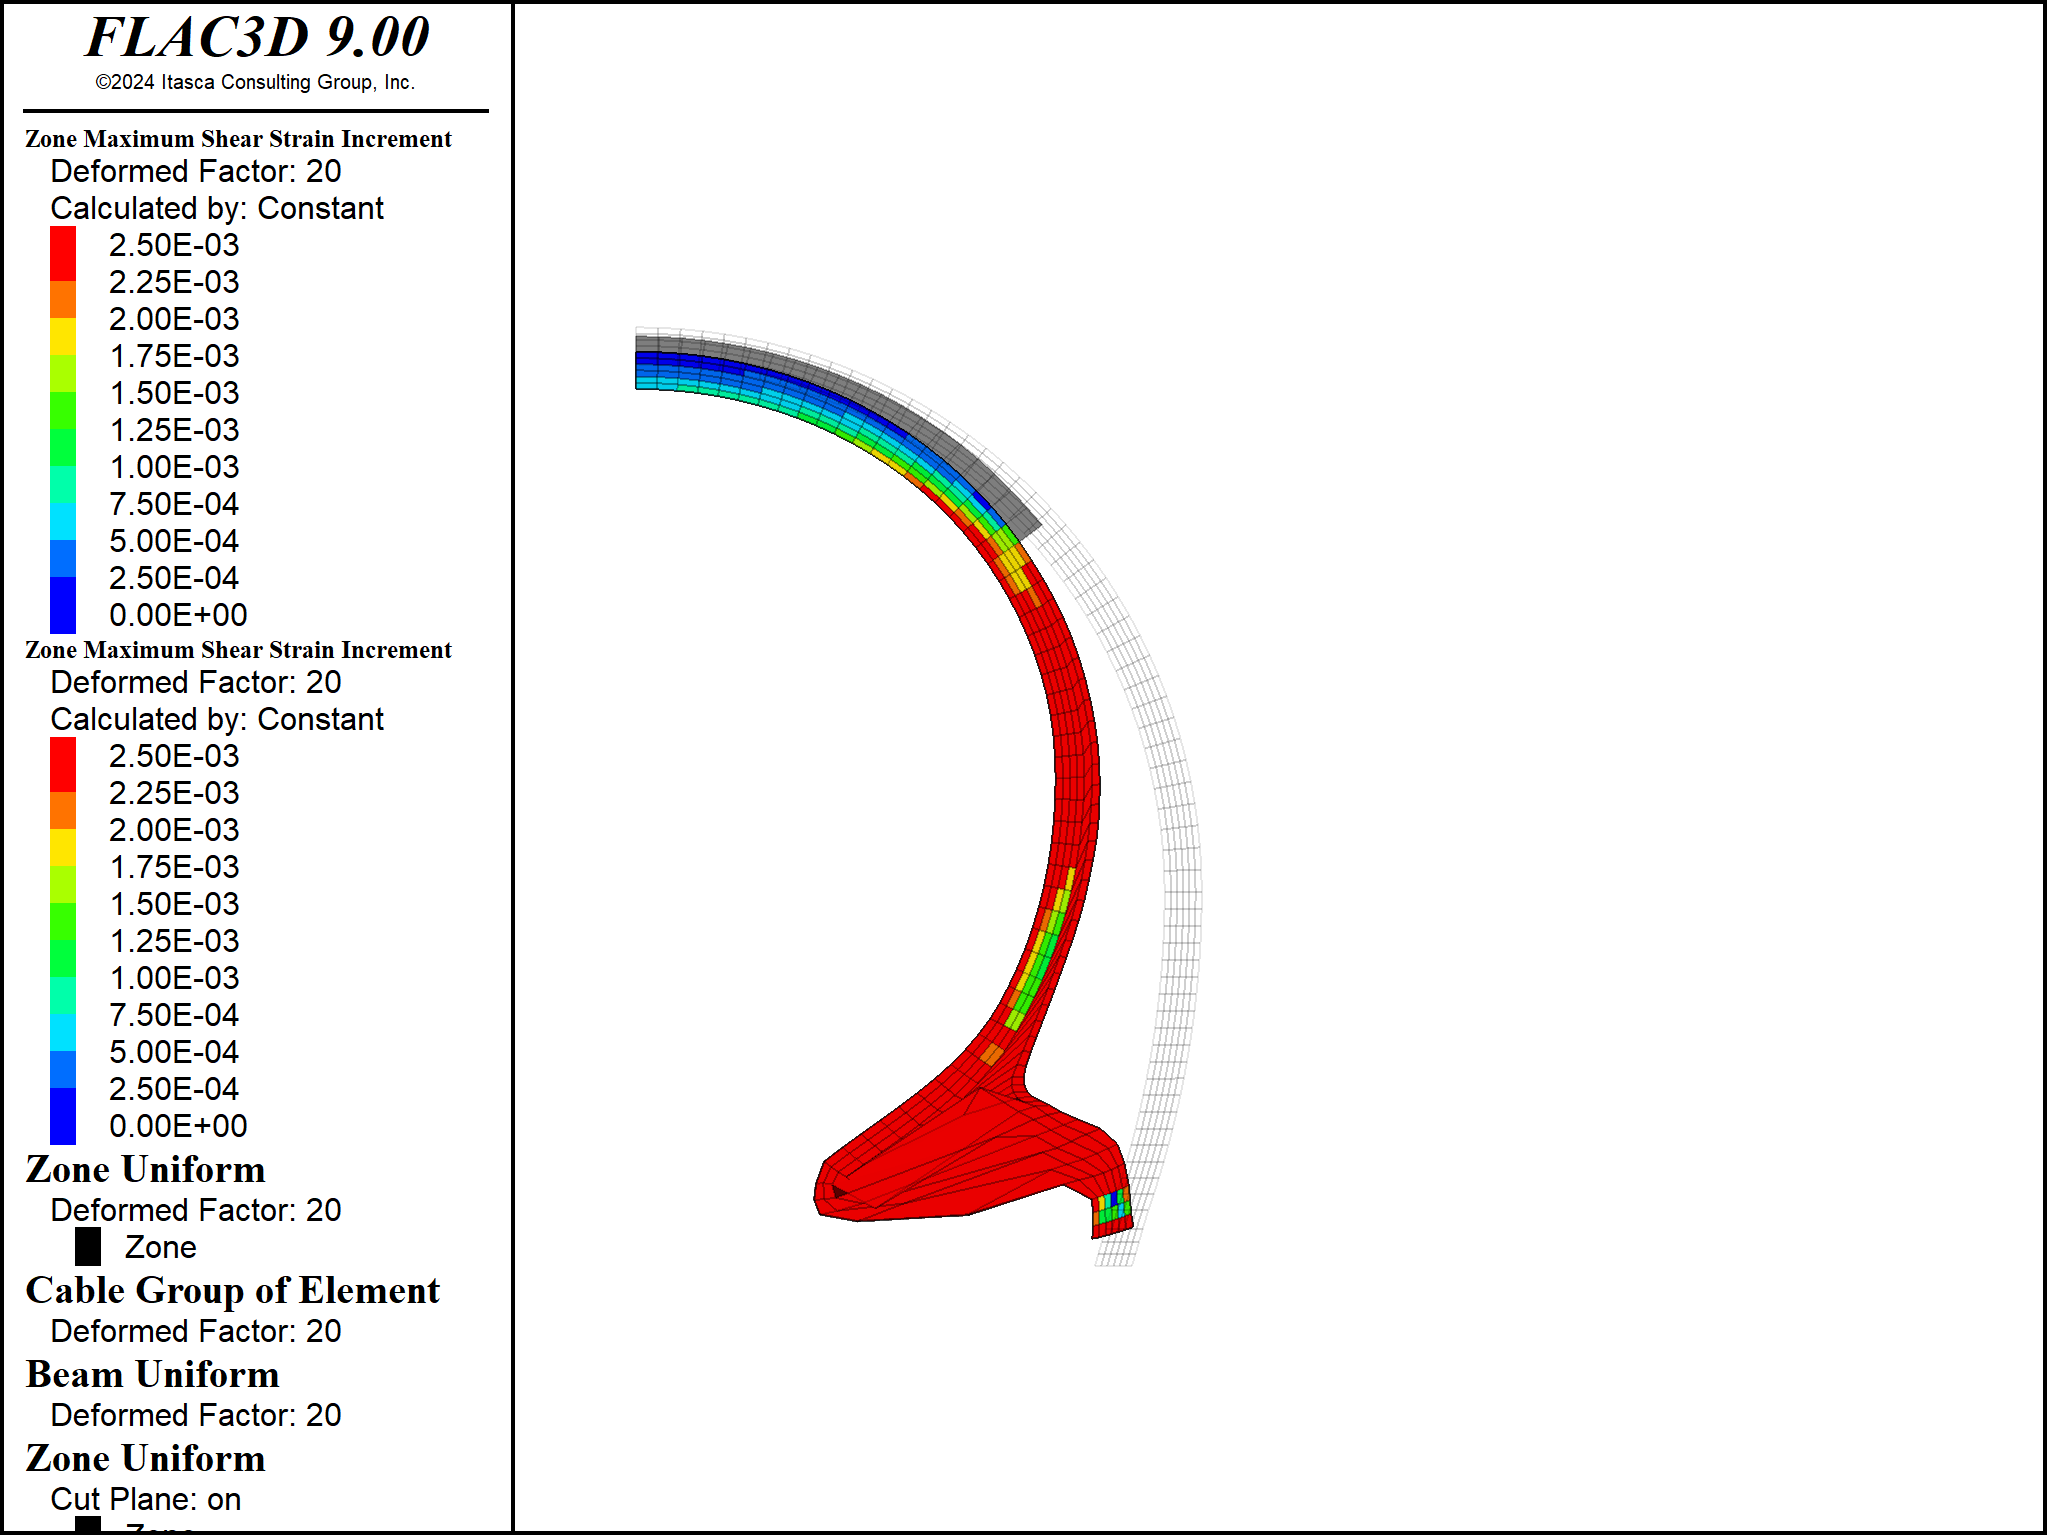 FLAC3D 9.00
©2024 Itasca Consulting Group, Inc.
Zone Maximum Shear Strain Increment
Deformed Factor: 20
Calculated by: Constant
2.50E-03
2.25E-03
2.00E-03
1.75E-03
1.50E-03
1.25E-03
1.00E-03
7.50E-04
5.00E-04
2.50E-04
0.00E+00
Zone Maximum Shear Strain Increment
Deformed Factor: 20
Calculated by: Constant
2.50E-03
2.25E-03
2.00E-03
1.75E-03
1.50E-03
1.25E-03
1.00E-03
7.50E-04
5.00E-04
2.50E-04
0.00E+00
Zone Uniform
Deformed Factor: 20
Zone
Cable Group of Element
Deformed Factor: 20
Beam Uniform
Deformed Factor: 20
Zone Uniform
Cut Plane: on